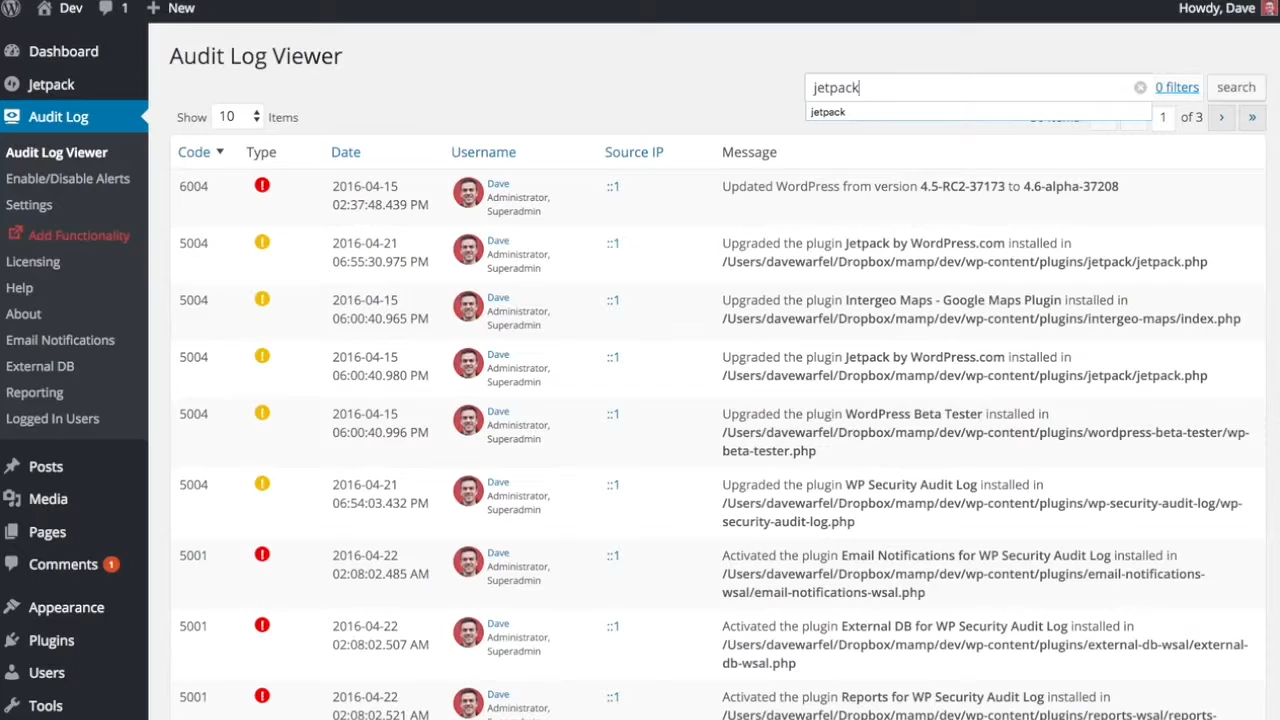 Dev
1
New
Howdy, Dave
Dashboard
Jetpack
Audit Log
Audit Log Viewer
Enable/Disable Alerts
Settings
Add Functionality
Licensing
Help
About
Email Notifications
External DB
Reporting
Logged In Users
Posts
Media
Pages
Comments 1
Appearance
Plugins
Users
Tools
Audit Log Viewer
jetpack
0 filters
search
jetpack
Show 10 Items
1 of 3 › »
Code Type Date Username Source IP Message
6004
2016-04-15
02:37:48.439 PM
Dave
Administrator,
Superadmin
::1
Updated WordPress from version 4.5-RC2-37173 to 4.6-alpha-37208
5004
2016-04-21
06:55:30.975 PM
Dave
Administrator,
Superadmin
::1
Upgraded the plugin Jetpack by WordPress.com installed in
/Users/davewarfel/Dropbox/mamp/dev/wp-content/plugins/jetpack/jetpack.php
5004
2016-04-15
06:00:40.965 PM
Dave
Administrator,
Superadmin
::1
Upgraded the plugin Intergeo Maps - Google Maps Plugin installed in
/Users/davewarfel/Dropbox/mamp/dev/wp-content/plugins/intergeo-maps/index.php
5004
2016-04-15
06:00:40.980 PM
Dave
Administrator,
Superadmin
::1
Upgraded the plugin Jetpack by WordPress.com installed in
/Users/davewarfel/Dropbox/mamp/dev/wp-content/plugins/jetpack/jetpack.php
5004
2016-04-15
06:00:40.996 PM
Dave
Administrator,
Superadmin
::1
Upgraded the plugin WordPress Beta Tester installed in
/Users/davewarfel/Dropbox/mamp/dev/wp-content/plugins/wordpress-beta-tester/wp-
beta-tester.php
5004
2016-04-21
06:54:03.432 PM
Dave
Administrator,
Superadmin
::1
Upgraded the plugin WP Security Audit Log installed in
/Users/davewarfel/Dropbox/mamp/dev/wp-content/plugins/wp-security-audit-log/wp-
security-audit-log.php
5001
2016-04-22
02:08:02.485 AM
Dave
Administrator,
Superadmin
::1
Activated the plugin Email Notifications for WP Security Audit Log installed in
/Users/davewarfel/Dropbox/mamp/dev/wp-content/plugins/email-notifications-
wsal/email-notifications-wsal.php
5001
2016-04-22
02:08:02.507 AM
Dave
Administrator,
Superadmin
::1
Activated the plugin External DB for WP Security Audit Log installed in
/Users/davewarfel/Dropbox/mamp/dev/wp-content/plugins/external-db-wsal/external-
db-wsal.php
5001
2016-04-22
02:08:02.521 AM
Dave
Administrator,
::1
Activated the plugin Reports for WP Security Audit Log installed in
/Users/davewarfel/Dropbox/mamp/dev/wp-content/plugins/reports-wsal/reports-